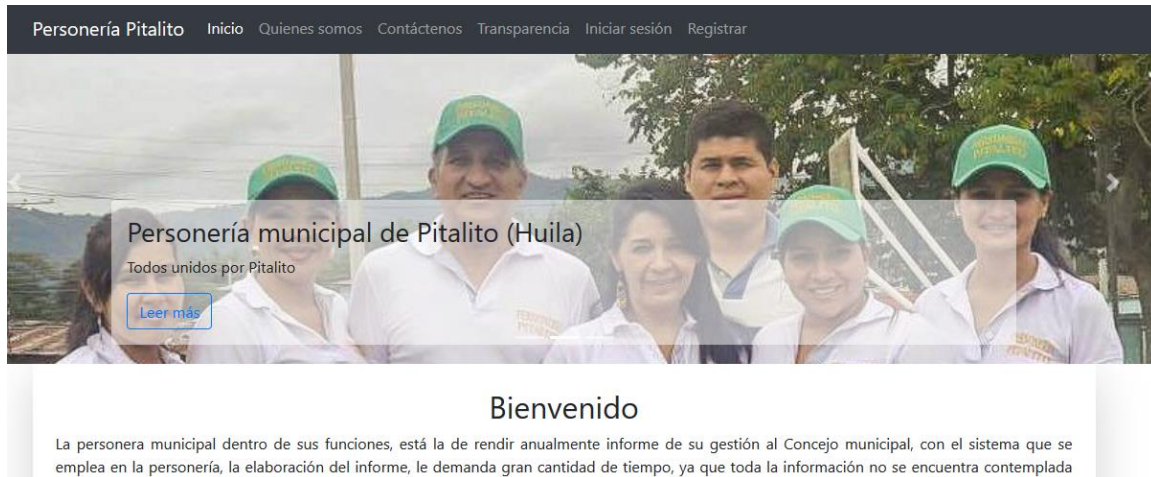 Personería Pitalito Inicio Quienes somos Contáctenos Transparencia Iniciar sesión Registrar
PERSONERIA
PITALITO
Personería municipal de Pitalito (Huila)
Todos unidos por Pitalito
Leer más
Bienvenido
La personera municipal dentro de sus funciones, está la de rendir anualmente informe de su gestión al Concejo municipal, con el sistema que se
emplea en la personería, la elaboración del informe, le demanda gran cantidad de tiempo, ya que toda la información no se encuentra contemplada